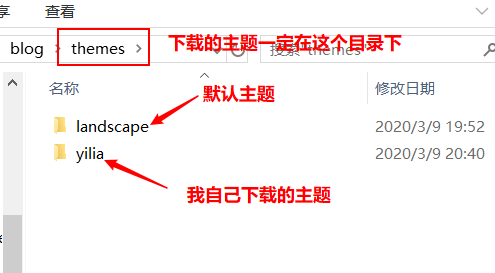 查看
blog > themes >
下载的主题一定在这个目录下
搜索"themes"
名称
修改日期
默认主题
landscape
2020/3/9 19:52
yilia
2020/3/9 20:40
我自己下载的主题